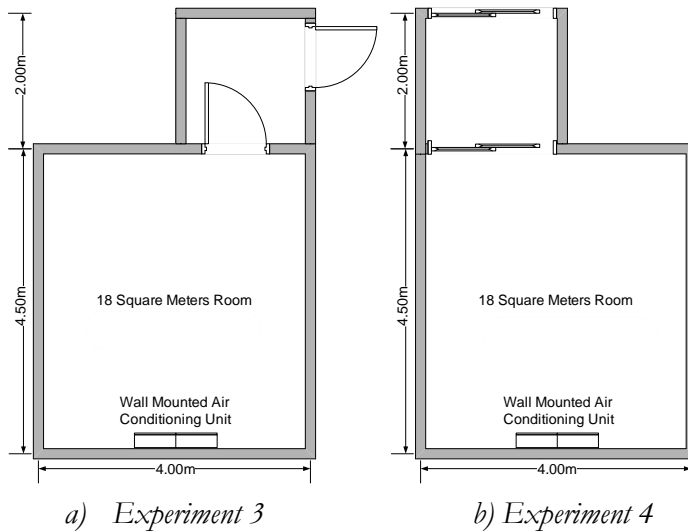 2.00m
4.50m
18 Square Meters Room
Wall Mounted Air
Conditioning Unit
4.00m
a) Experiment 3
2.00m
4.50m
18 Square Meters Room
Wall Mounted Air
Conditioning Unit
4.00m
b) Experiment 4